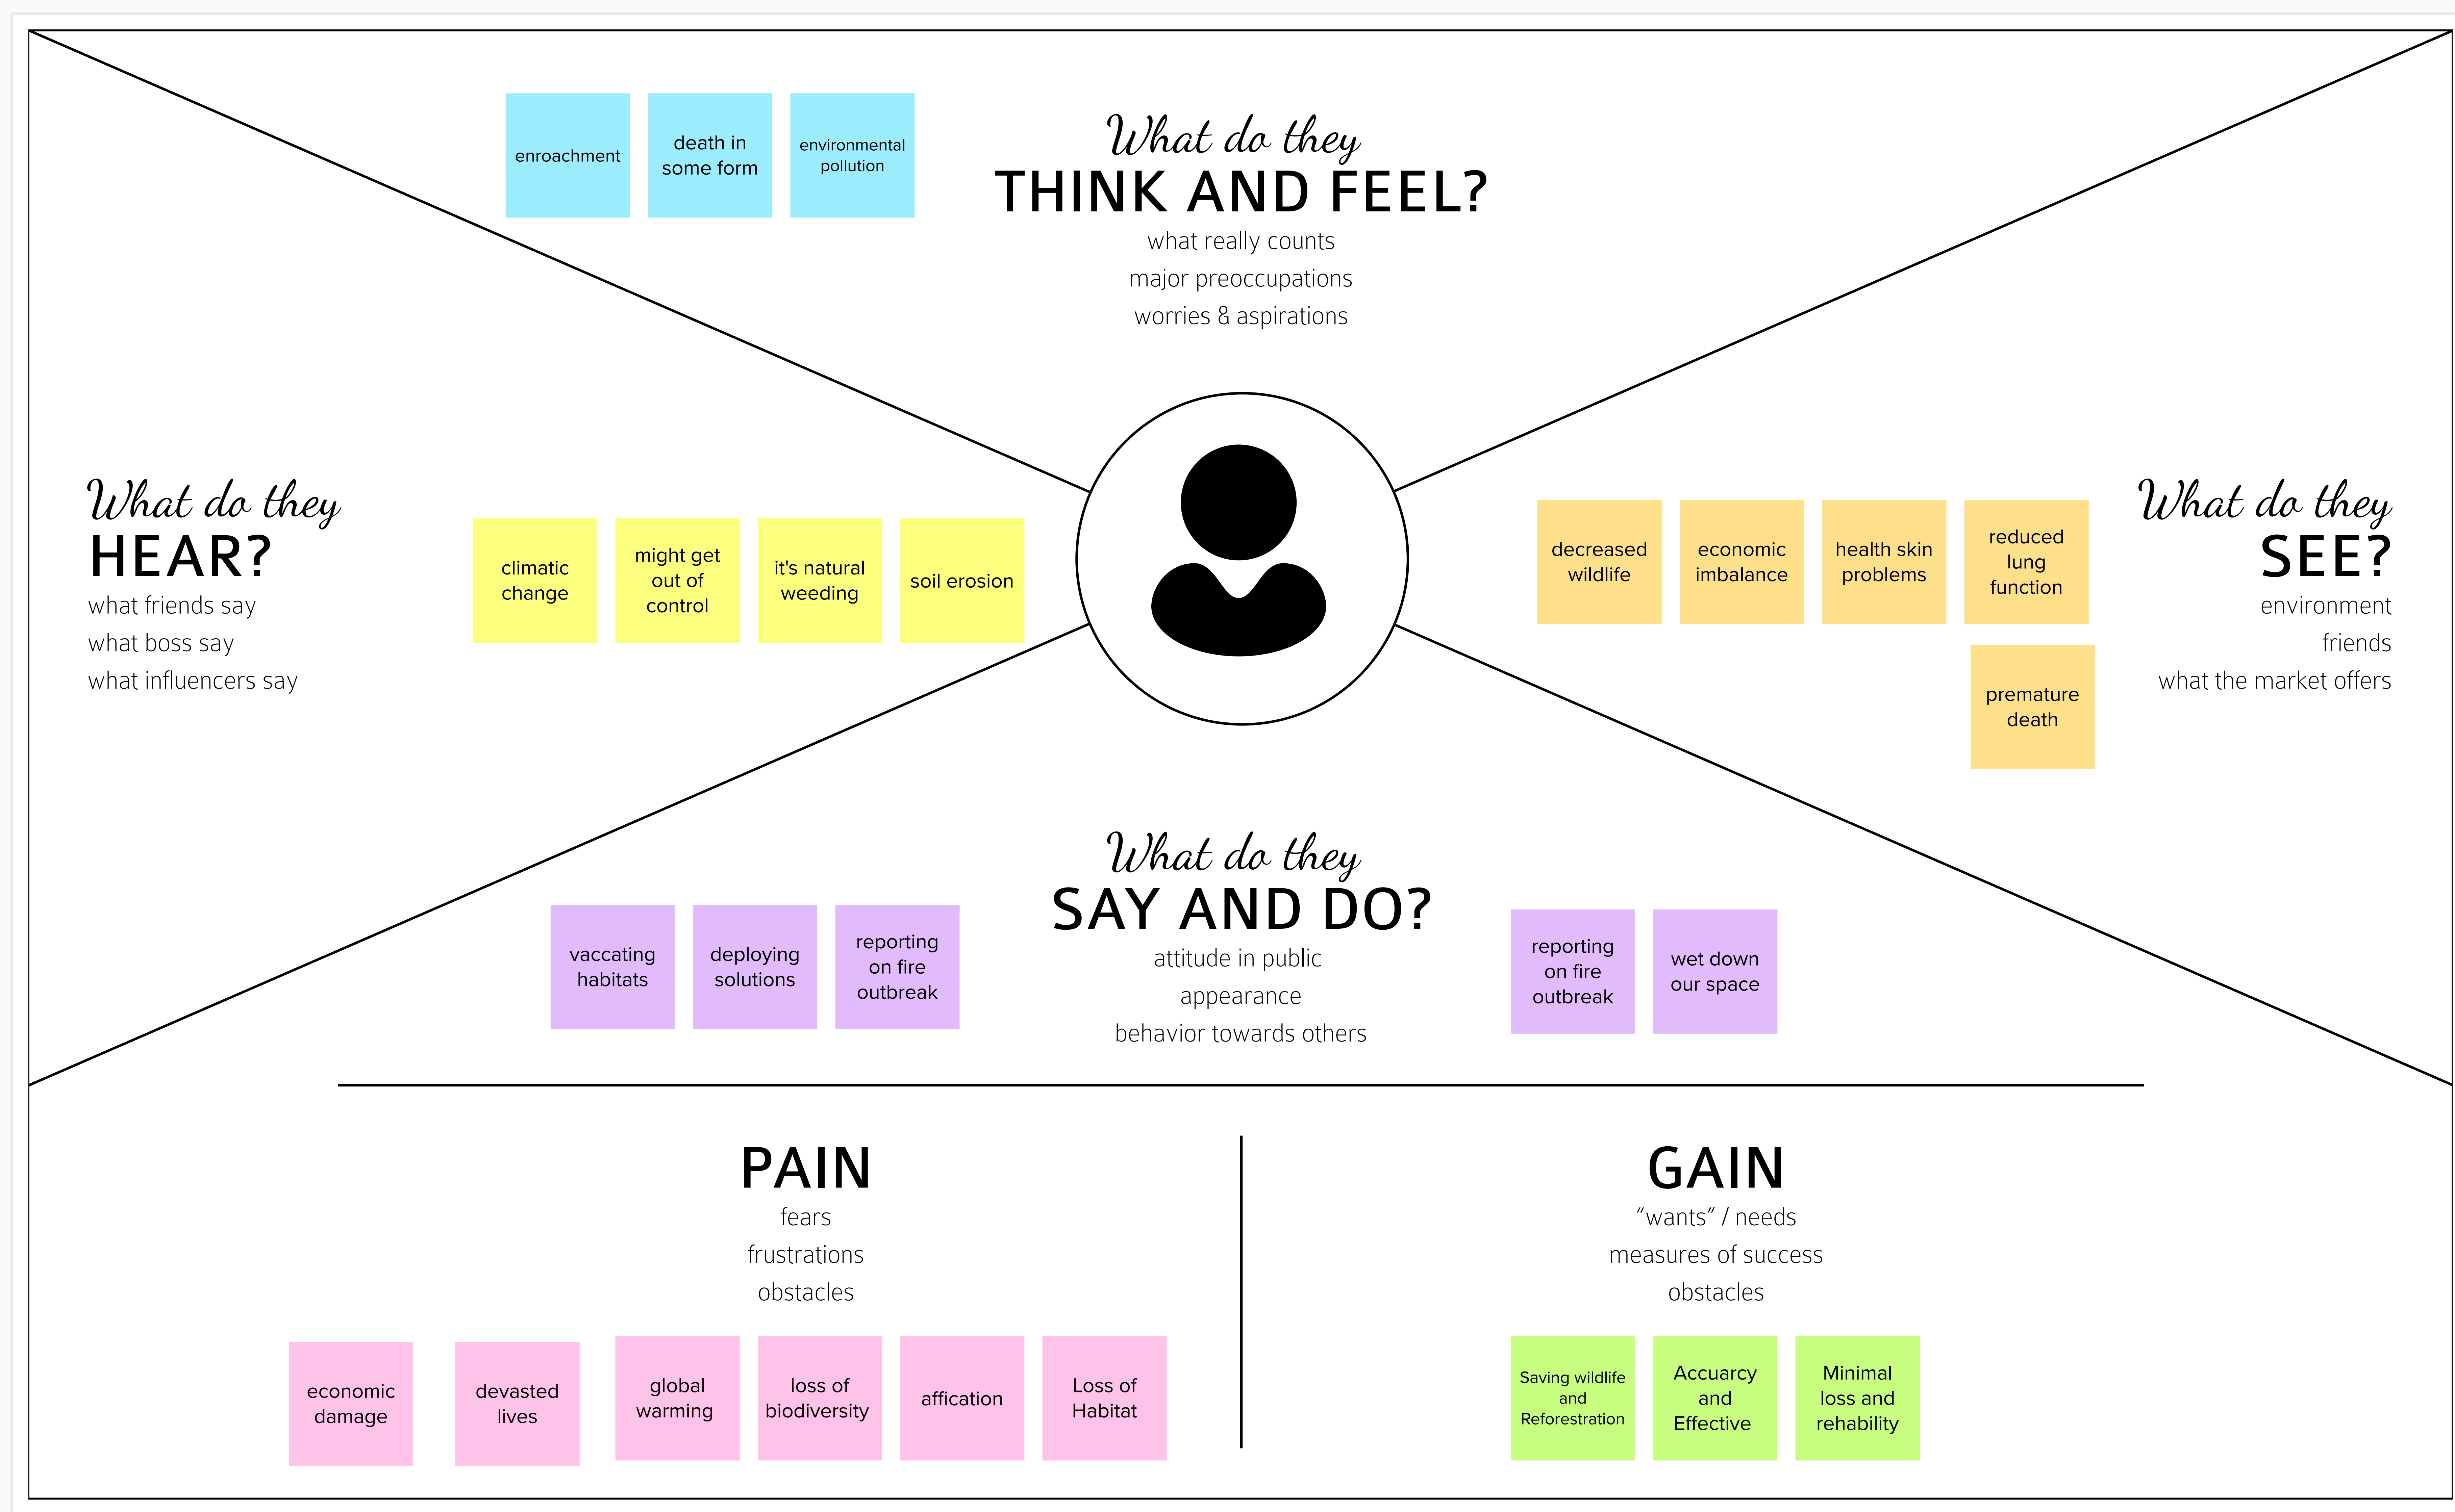 enroachment
death in
some form
environmental
pollution
What do they
THINK AND FEEL?
what really counts
major preoccupations
worries & aspirations
What do they
HEAR?
what friends say
what boss say
what influencers say
climatic
change
might get
out of
control
it's natural
weeding
soil erosion
decreased
wildlife
economic
imbalance
health skin
problems
reduced
lung
function
premature
death
What do they
SEE?
environment
friends
what the market offers
What do they
SAY AND DO?
attitude in public
appearance
behavior towards others
vaccating
habitats
deploying
solutions
reporting
on fire
outbreak
reporting
on fire
outbreak
wet down
our space
PAIN
fears
frustrations
obstacles
economic
damage
devasted
lives
global
warming
loss of
biodiversity
affication
Loss of
Habitat
GAIN
“wants” / needs
measures of success
obstacles
Saving wildlife
and
Reforestration
Accuarcy
and
Effective
Minimal
loss and
rehability